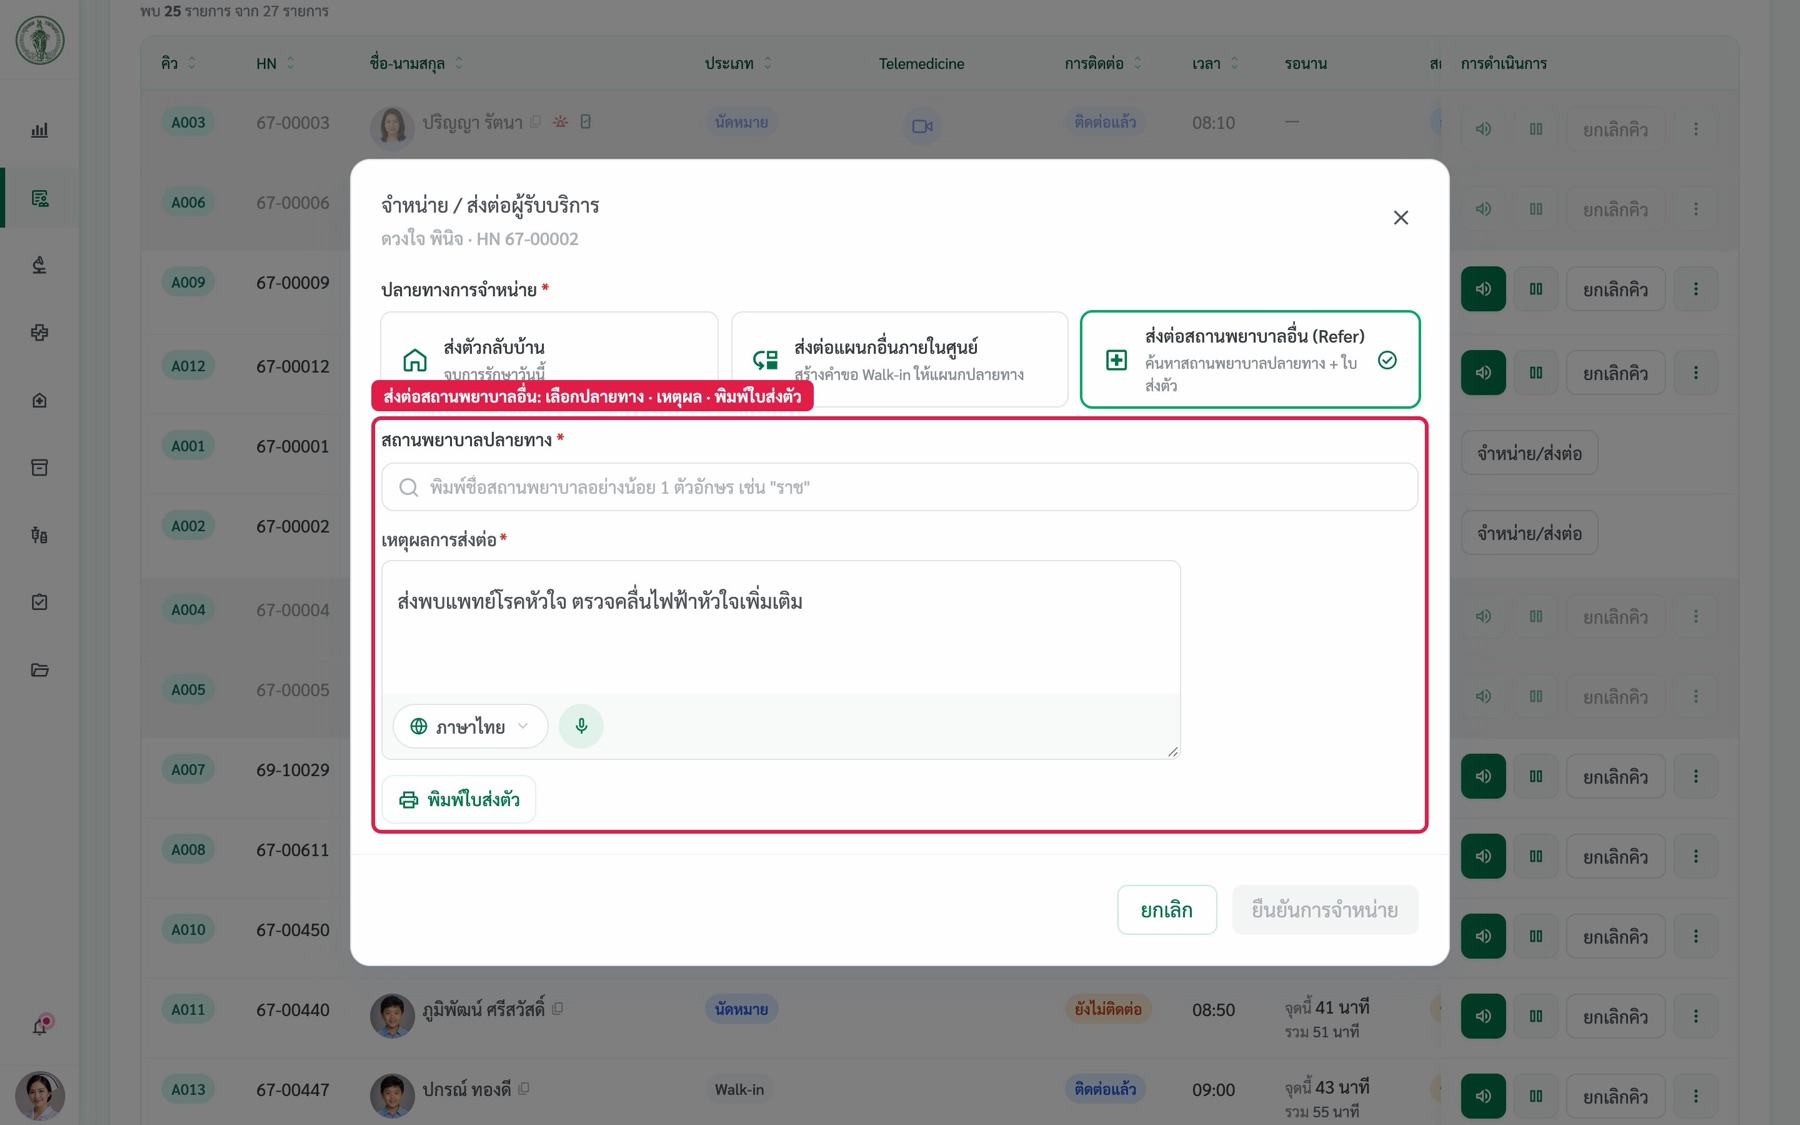 พบ 25 รายการ จาก 27 รายการ
คิว HN ชื่อ-นามสกุล ประเภท Telemedicine การติดต่อ เวลา รอนาน การดำเนินการ
A003 67-00003 ปริญญา รัตนา นัดหมาย ติดต่อแล้ว 08:10 — ยกเลิกคิว
A006 67-00006 ยกเลิกคิว
A009 67-00009 ยกเลิกคิว
A012 67-00012 ยกเลิกคิว
A001 67-00001 จำหน่าย/ส่งต่อ
A002 67-00002 จำหน่าย/ส่งต่อ
A004 67-00004 ยกเลิกคิว
A005 67-00005 ยกเลิกคิว
A007 69-10029 ยกเลิกคิว
A008 67-00611 ยกเลิกคิว
A010 67-00450 ยกเลิกคิว
จำหน่าย / ส่งต่อผู้รับบริการ
ดวงใจ พินิจ · HN 67-00002
ปลายทางการจำหน่าย *
ส่งตัวกลับบ้าน
จบการรักษาวันนี้
ส่งต่อแผนกอื่นภายในศูนย์
สร้างคำขอ Walk-in ให้แผนกปลายทาง
ส่งต่อสถานพยาบาลอื่น (Refer)
ค้นหาสถานพยาบาลปลายทาง + ใบ
ส่งตัว
ส่งต่อสถานพยาบาลอื่น: เลือกปลายทาง · เหตุผล · พิมพ์ใบส่งตัว
สถานพยาบาลปลายทาง *
พิมพ์ชื่อสถานพยาบาลอย่างน้อย 1 ตัวอักษร เช่น "ราช"
เหตุผลการส่งต่อ *
ส่งพบแพทย์โรคหัวใจ ตรวจคลื่นไฟฟ้าหัวใจเพิ่มเติม
ภาษาไทย
พิมพ์ใบส่งตัว
ยกเลิก ยืนยันการจำหน่าย
A011 67-00440 ภูมิพัฒน์ ศรีสวัสดิ์ นัดหมาย ยังไม่ติดต่อ 08:50 จุดนี้ 41 นาที ยกเลิกคิว
รวม 51 นาที
A013 67-00447 ปกรณ์ ทองดี Walk-in ติดต่อแล้ว 09:00 จุดนี้ 43 นาที ยกเลิกคิว
รวม 55 นาที